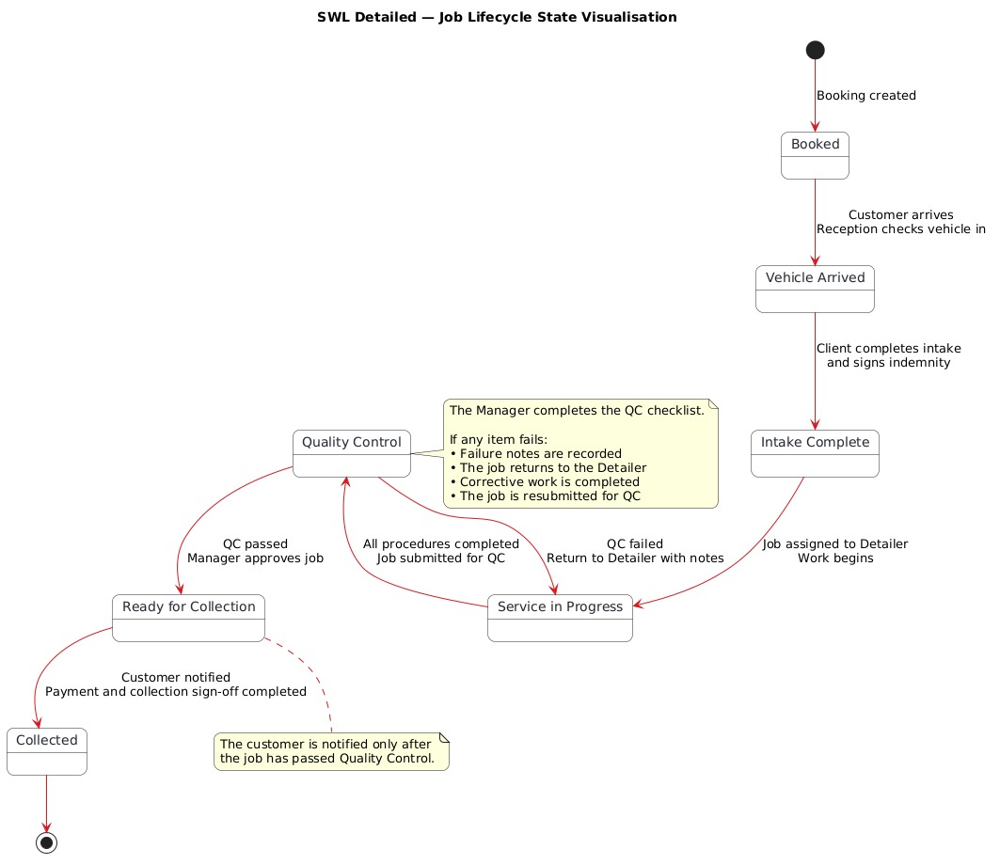 SWL Detailed — Job Lifecycle State Visualisation
Booking created
Booked
Customer arrives
Reception checks vehicle in
Vehicle Arrived
Client completes intake
and signs indemnity
Intake Complete
Quality Control
The Manager completes the QC checklist.
If any item fails:
• Failure notes are recorded
• The job returns to the Detailer
• Corrective work is completed
• The job is resubmitted for QC
QC passed
Manager approves job
All procedures completed
Job submitted for QC
QC failed
Return to Detailer with notes
Job assigned to Detailer
Work begins
Ready for Collection
Service in Progress
Customer notified
Payment and collection sign-off completed
Collected
The customer is notified only after
the job has passed Quality Control.